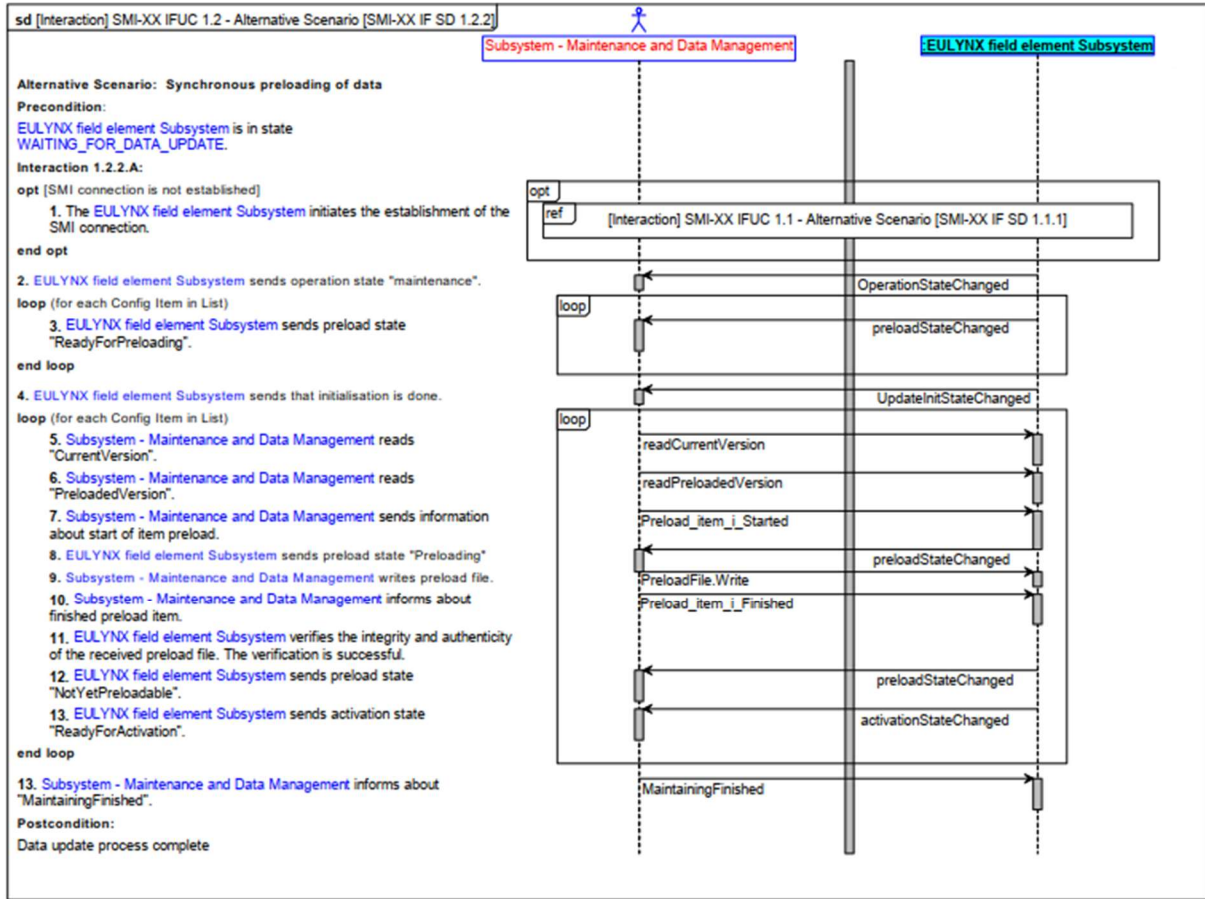 sd [Interaction] SMI-XX IFUC 1.2 - Alternative Scenario [SMI-XX IF SD 1.2.2]
Subsystem - Maintenance and Data Management
:EULYNX field element Subsystem
Alternative Scenario: Synchronous preloading of data
Precondition:
EULYNX field element Subsystem is in state
WAITING_FOR_DATA_UPDATE.
Interaction 1.2.2.A:
opt [SMI connection is not established]
1. The EULYNX field element Subsystem initiates the establishment of the
SMI connection.
end opt
opt
ref
[Interaction] SMI-XX IFUC 1.1 - Alternative Scenario [SMI-XX IF SD 1.1.1]
2. EULYNX field element Subsystem sends operation state "maintenance".
OperationStateChanged
loop (for each Config Item in List)
3. EULYNX field element Subsystem sends preload state
"ReadyForPreloading".
end loop
loop
preloadStateChanged
4. EULYNX field element Subsystem sends that initialisation is done.
UpdateInitStateChanged
loop (for each Config Item in List)
5. Subsystem - Maintenance and Data Management reads
"CurrentVersion".
6. Subsystem - Maintenance and Data Management reads
"PreloadedVersion".
7. Subsystem - Maintenance and Data Management sends information
about start of item preload.
8. EULYNX field element Subsystem sends preload state "Preloading"
9. Subsystem - Maintenance and Data Management writes preload file.
10. Subsystem - Maintenance and Data Management informs about
finished preload item.
11. EULYNX field element Subsystem verifies the integrity and authenticity
of the received preload file. The verification is successful.
12. EULYNX field element Subsystem sends preload state
"NotYetPreloadable".
13. EULYNX field element Subsystem sends activation state
"ReadyForActivation".
end loop
loop
readCurrentVersion
readPreloadedVersion
Preload_item_i_Started
preloadStateChanged
PreloadFile.Write
Preload_item_i_Finished
preloadStateChanged
activationStateChanged
13. Subsystem - Maintenance and Data Management informs about
"MaintainingFinished".
MaintainingFinished
Postcondition:
Data update process complete